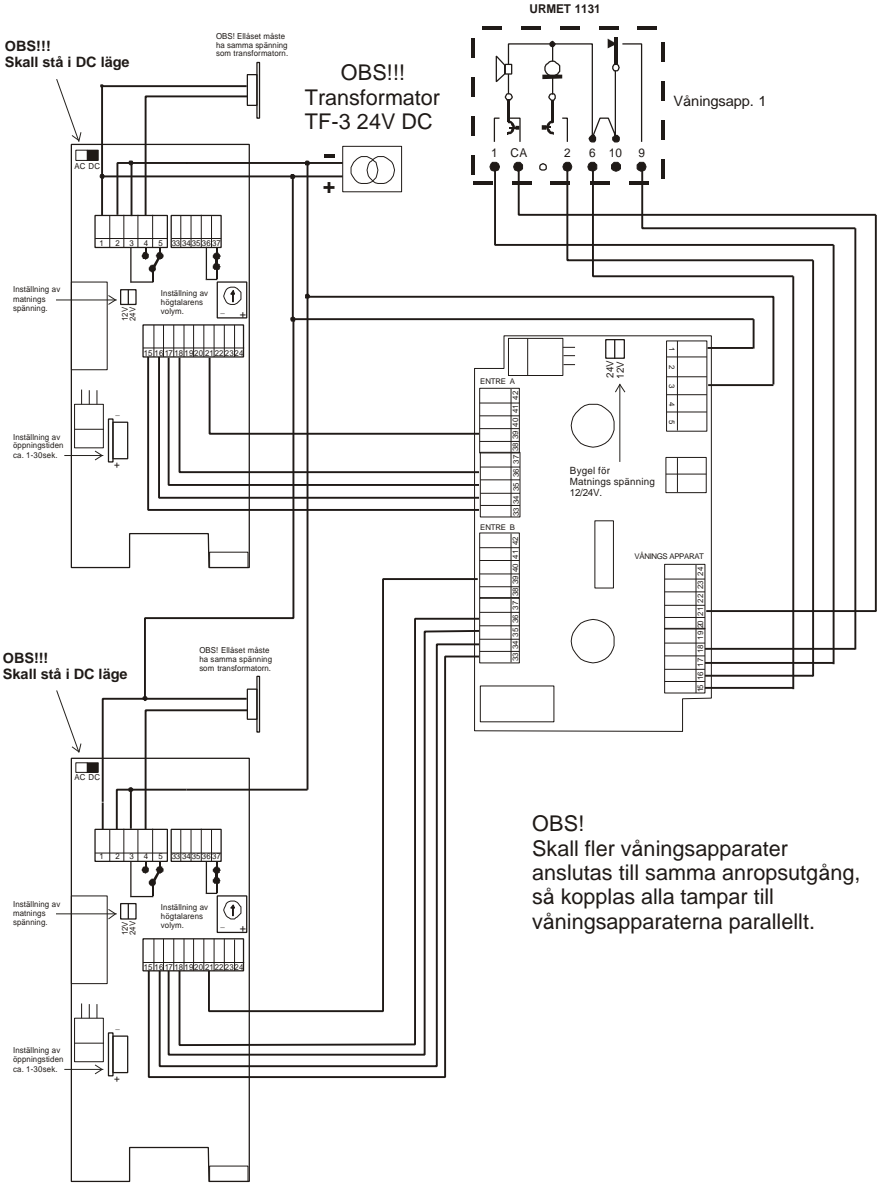 URMET 1131
OBS!!!
Skall stå i DC läge
OBS! Ellåset måste
ha samma spänning
som transformatorn.
OBS!!!
Transformator
TF-3 24V DC
Våningsapp. 1
1 CA 2 6 10 9
AC DC
-
+
1 2 3 4 5
33 34 35 36 37
Inställning av
matnings
spänning.
12V
24V
Inställning av
högtalarens
volym.
- +
15 16 17 18 19 20 21 22 23 24
Inställning av
öppningstiden
ca. 1-30sek.
-
+
24V
12V
1
2
3
4
5
ENTRE A
42
41
40
39
38
37
36
35
34
33
Bygel för
Matnings spänning
12/24V.
ENTRE B
42
41
40
39
38
37
36
35
34
33
VÅNINGS APPARAT
24
23
22
21
20
19
18
17
16
15
OBS!!!
Skall stå i DC läge
OBS! Ellåset måste
ha samma spänning
som transformatorn.
AC DC
1 2 3 4 5
33 34 35 36 37
Inställning av
matnings
spänning.
12V
24V
Inställning av
högtalarens
volym.
- +
15 16 17 18 19 20 21 22 23 24
Inställning av
öppningstiden
ca. 1-30sek.
-
+
OBS!
Skall fler våningsapparater
anslutas till samma anropsutgång,
så kopplas alla tampar till
våningsapparaterna parallellt.